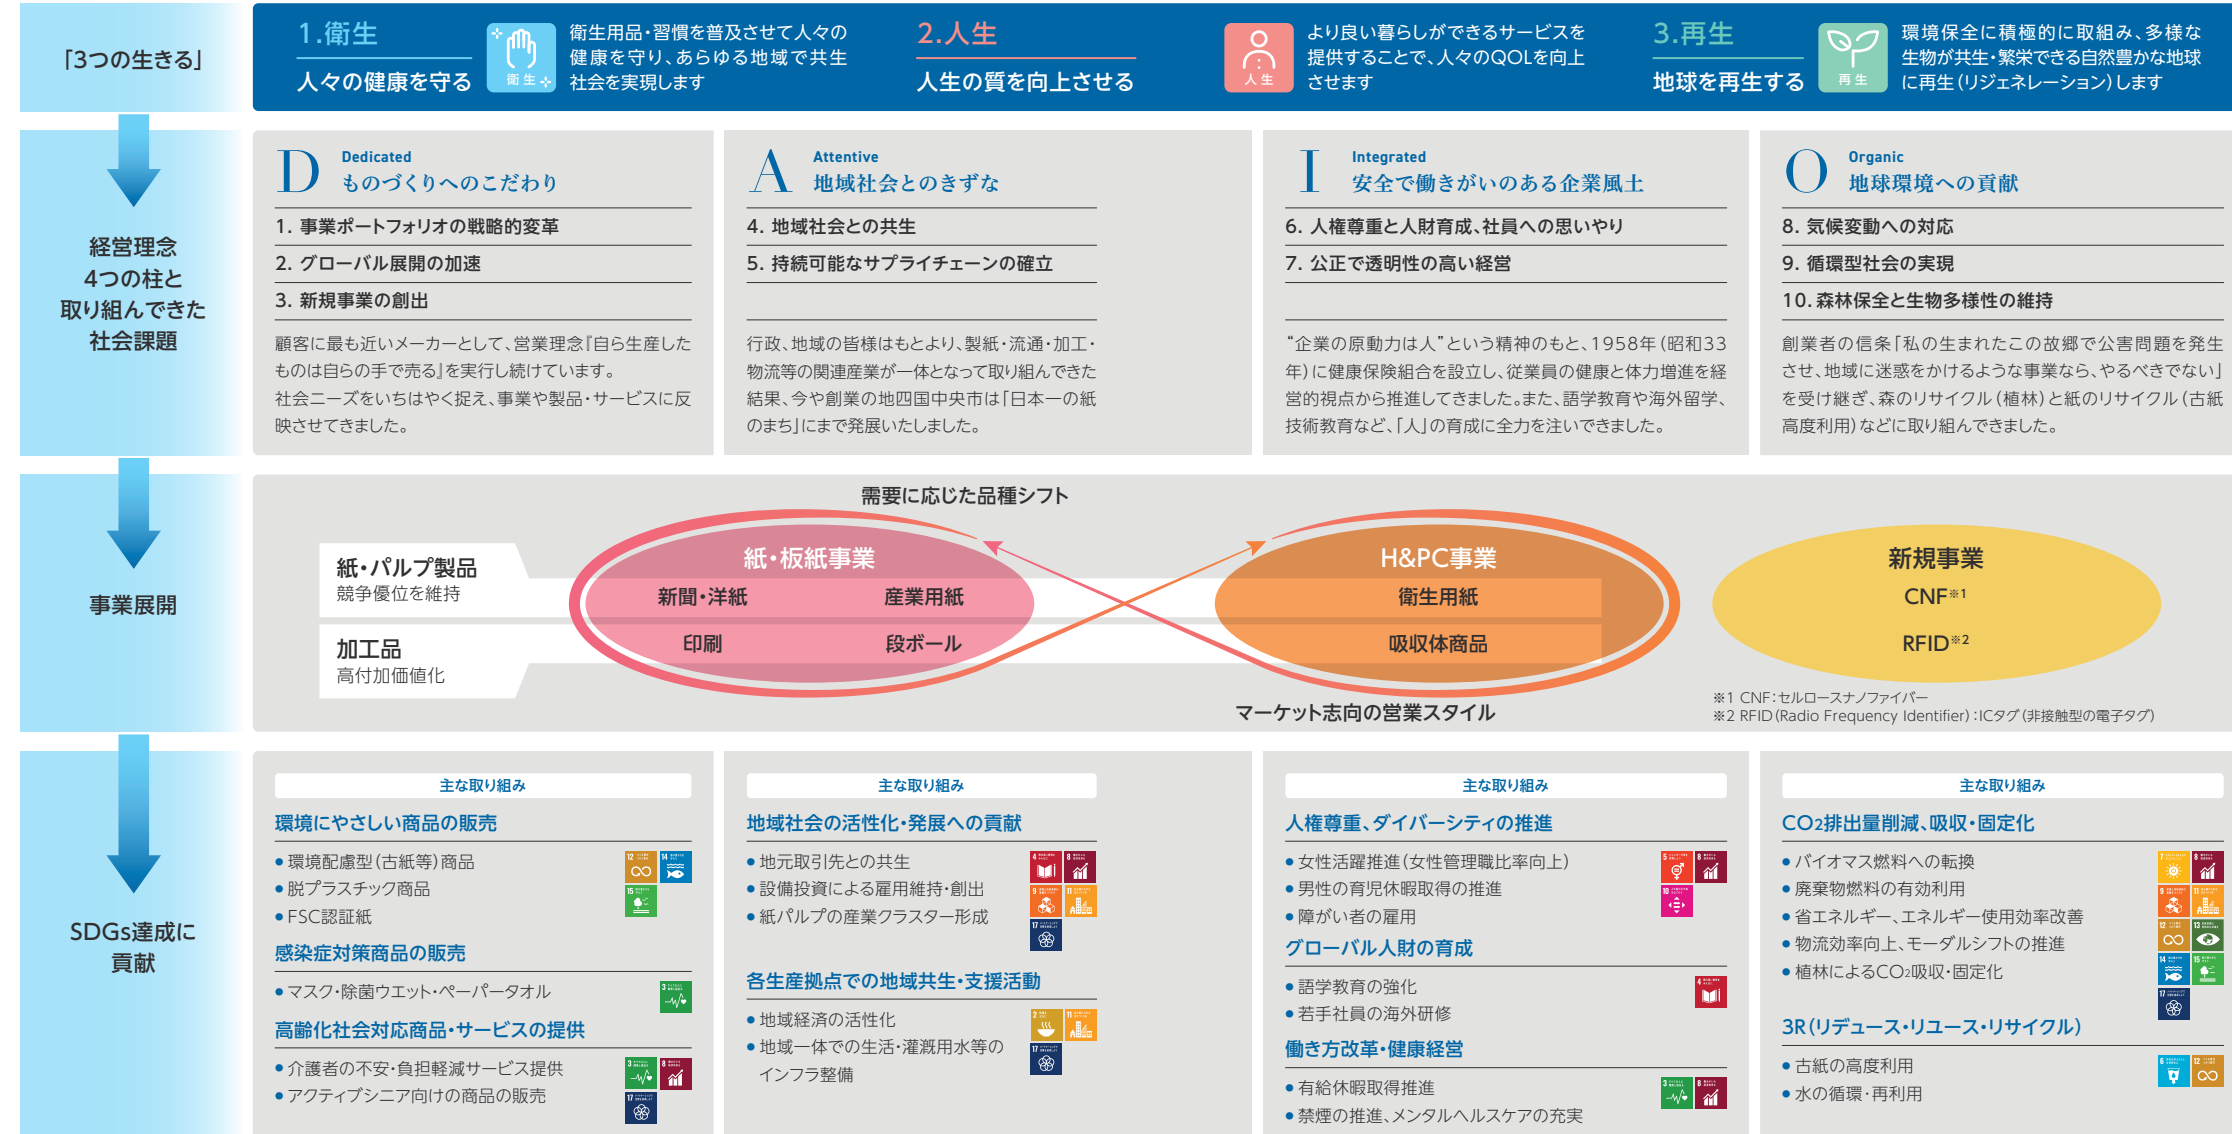 「3つの生きる」
1.衛生
人々の健康を守る
衛生
衛生用品・習慣を普及させて人々の
健康を守り、あらゆる地域で共生
社会を実現します
2.人生
人生の質を向上させる
人生
より良い暮らしができるサービスを
提供することで、人々のQOLを向上
させます
3.再生
地球を再生する
再生
環境保全に積極的に取組み、多様な
生物が共生・繁栄できる自然豊かな地球
に再生（リジェネレーション）します
経営理念
4つの柱と
取り組んできた
社会課題
D
Dedicated
ものづくりへのこだわり
1. 事業ポートフォリオの戦略的変革
2. グローバル展開の加速
3. 新規事業の創出
顧客に最も近いメーカーとして、営業理念『自ら生産した
ものは自らの手で売る』を実行し続けています。
社会ニーズをいちはやく捉え、事業や製品・サービスに反
映させてきました。
A
Attentive
地域社会とのきずな
4. 地域社会との共生
5. 持続可能なサプライチェーンの確立
行政、地域の皆様はもとより、製紙・流通・加工・
物流等の関連産業が一体となって取り組んできた
結果、今や創業の地四国中央市は「日本一の紙
のまち」にまで発展いたしました。
I
Integrated
安全で働きがいのある企業風土
6. 人権尊重と人財育成、社員への思いやり
7. 公正で透明性の高い経営
“企業の原動力は人”という精神のもと、1958年（昭和33
年）に健康保険組合を設立し、従業員の健康と体力増進を経
営的視点から推進してきました。また、語学教育や海外留学、
技術教育など、「人」の育成に全力を注いできました。
O
Organic
地球環境への貢献
8. 気候変動への対応
9. 循環型社会の実現
10. 森林保全と生物多様性の維持
創業者の信条「私の生まれたこの故郷で公害問題を発生
させ、地域に迷惑をかけるような事業なら、やるべきでない」
を受け継ぎ、森のリサイクル（植林）と紙のリサイクル（古紙
高度利用）などに取り組んできました。
事業展開
需要に応じた品種シフト
紙・パルプ製品
競争優位を維持
加工品
高付加価値化
紙・板紙事業
新聞・洋紙 産業用紙
印刷 段ボール
H&PC事業
衛生用紙
吸収体商品
マーケット志向の営業スタイル
新規事業
CNF※1
RFID※2
※1 CNF：セルロースナノファイバー
※2 RFID（Radio Frequency Identifier）：ICタグ（非接触型の電子タグ）
SDGs達成に
貢献
主な取り組み
環境にやさしい商品の販売
● 環境配慮型（古紙等）商品
● 脱プラスチック商品
● FSC認証紙
12 14
15
感染症対策商品の販売
● マスク・除菌ウエット・ペーパータオル
3
高齢化社会対応商品・サービスの提供
● 介護者の不安・負担軽減サービス提供
● アクティブシニア向けの商品の販売
3 8
17
主な取り組み
地域社会の活性化・発展への貢献
● 地元取引先との共生
● 設備投資による雇用維持・創出
● 紙パルプの産業クラスター形成
4 8
9 11
17
各生産拠点での地域共生・支援活動
● 地域経済の活性化
● 地域一体での生活・灌漑用水等の
インフラ整備
2 11
17
主な取り組み
人権尊重、ダイバーシティの推進
● 女性活躍推進（女性管理職比率向上）
● 男性の育児休暇取得の推進
● 障がい者の雇用
5 8
10
グローバル人財の育成
● 語学教育の強化
● 若手社員の海外研修
4
働き方改革・健康経営
● 有給休暇取得推進
● 禁煙の推進、メンタルヘルスケアの充実
3 8
主な取り組み
CO2排出量削減、吸収・固定化
● バイオマス燃料への転換
● 廃棄物燃料の有効利用
● 省エネルギー、エネルギー使用効率改善
● 物流効率向上、モーダルシフトの推進
● 植林によるCO2吸収・固定化
7 8
9 11
12 13
14 15
17
3R（リデュース・リユース・リサイクル）
● 古紙の高度利用
● 水の循環・再利用
6 12